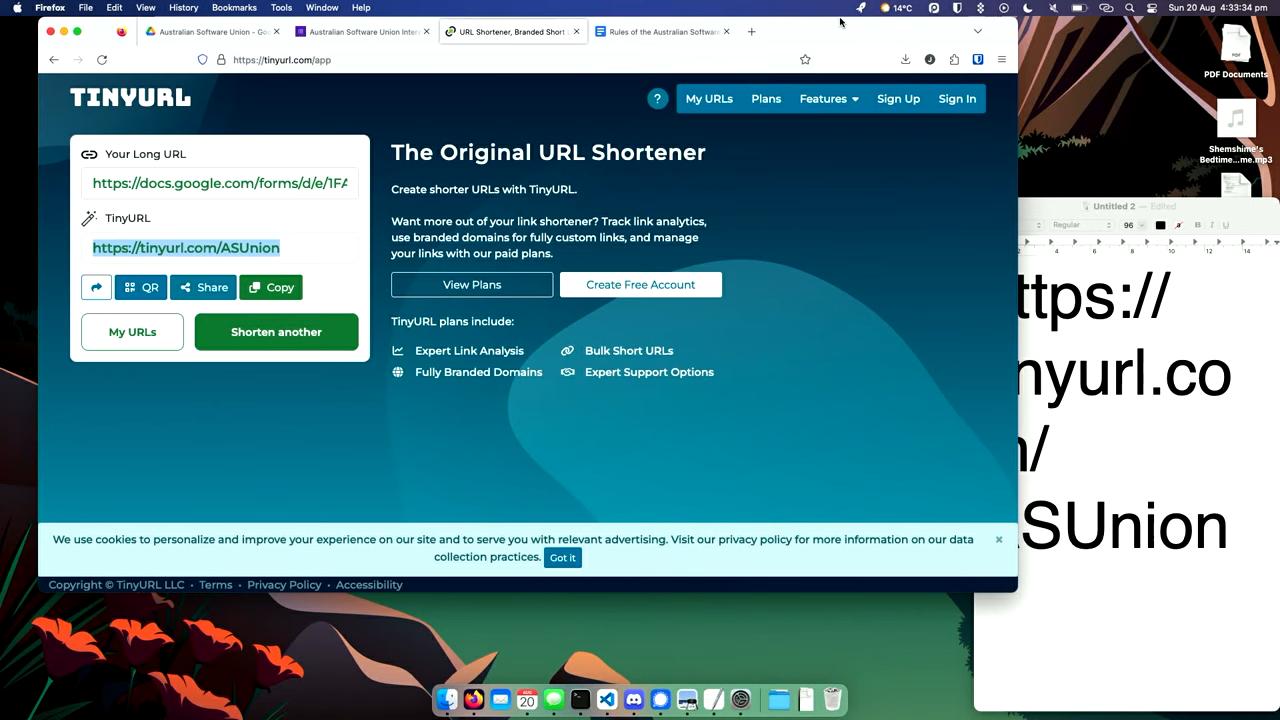 Firefox File Edit View History Bookmarks Tools Window Help
14°C
4:33:34 pm
Australian Software Union - Goo
Australian Software Union Inter
URL Shortener, Branded Short L
Rules of the Australian Software
https://tinyurl.com/app
TINYURL
? My URLs Plans Features Sign Up Sign In
Your Long URL
https://docs.google.com/forms/d/e/1FA
TinyURL
https://tinyurl.com/ASUnion
QR Share Copy
My URLs Shorten another
The Original URL Shortener
Create shorter URLs with TinyURL.
Want more out of your link shortener? Track link analytics,
use branded domains for fully custom links, and manage
your links with our paid plans.
View Plans Create Free Account
TinyURL plans include:
Expert Link Analysis Bulk Short URLs
Fully Branded Domains Expert Support Options
We use cookies to personalize and improve your experience on our site and to serve you with relevant advertising. Visit our privacy policy for more information on our data
collection practices. Got it
Copyright © TinyURL LLC • Terms • Privacy Policy • Accessibility
PDF Documents
Shemshime's
Bedtime...me.mp3
Untitled 2 — Edited
Regular 96 B I U
2 4 6 8 10 12 14
ttps://
nyurl.co
/
SUnion
AUG
20